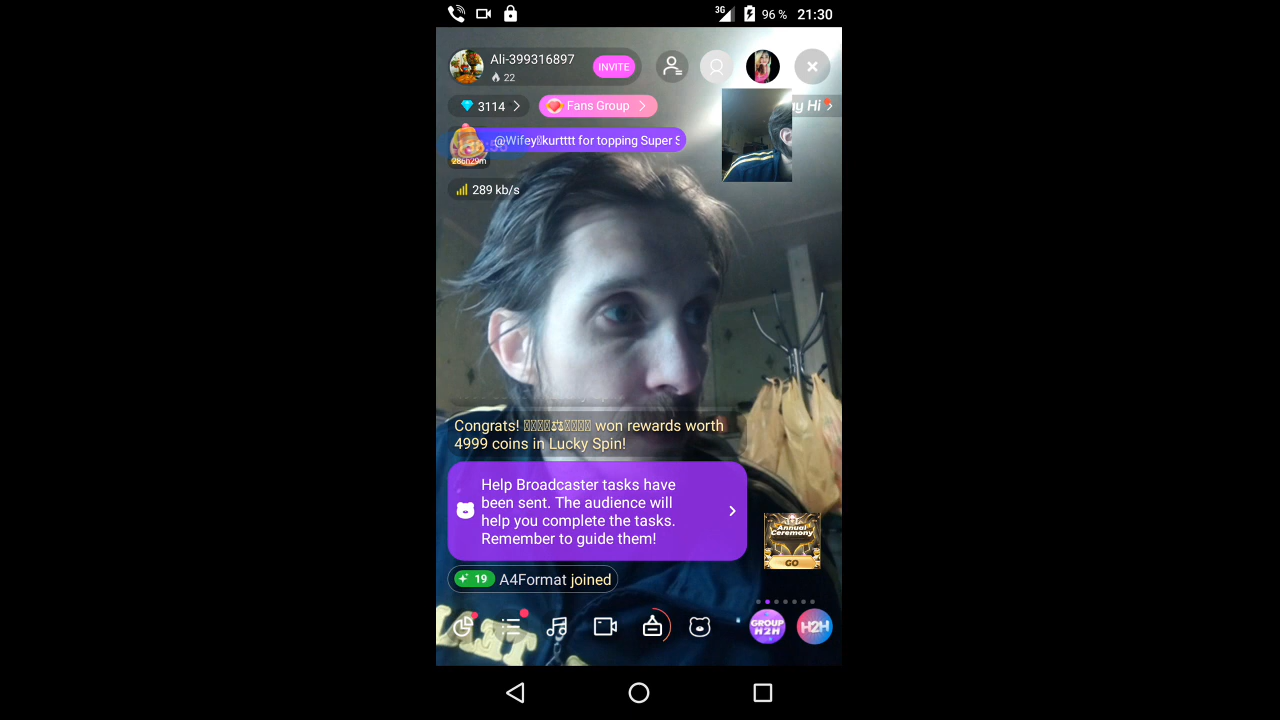 3G 96 % 21:30
Ali-399316897
22
INVITE
3114
Fans Group
y Hi
@Wifey kurtttt for topping Super S
286h29m
289 kb/s
Congrats! won rewards worth
4999 coins in Lucky Spin!
Help Broadcaster tasks have
been sent. The audience will
help you complete the tasks.
Remember to guide them!
Annual
Ceremony
GO
19 A4Format joined
GROUP
H2H
H2H